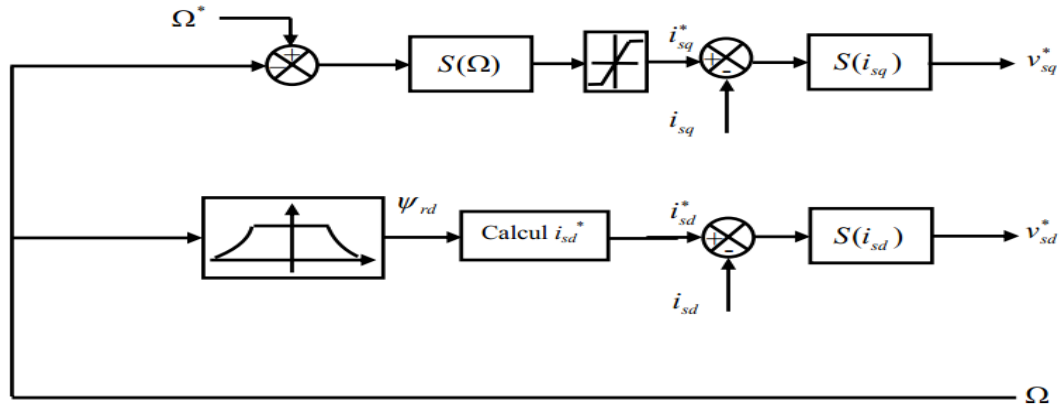 Ω*
+
−
S(Ω)
i*sq
+
-
isq
S(isq)
v*sq
ψrd
Calcul isd*
i*sd
+
-
isd
S(isd)
v*sd
Ω